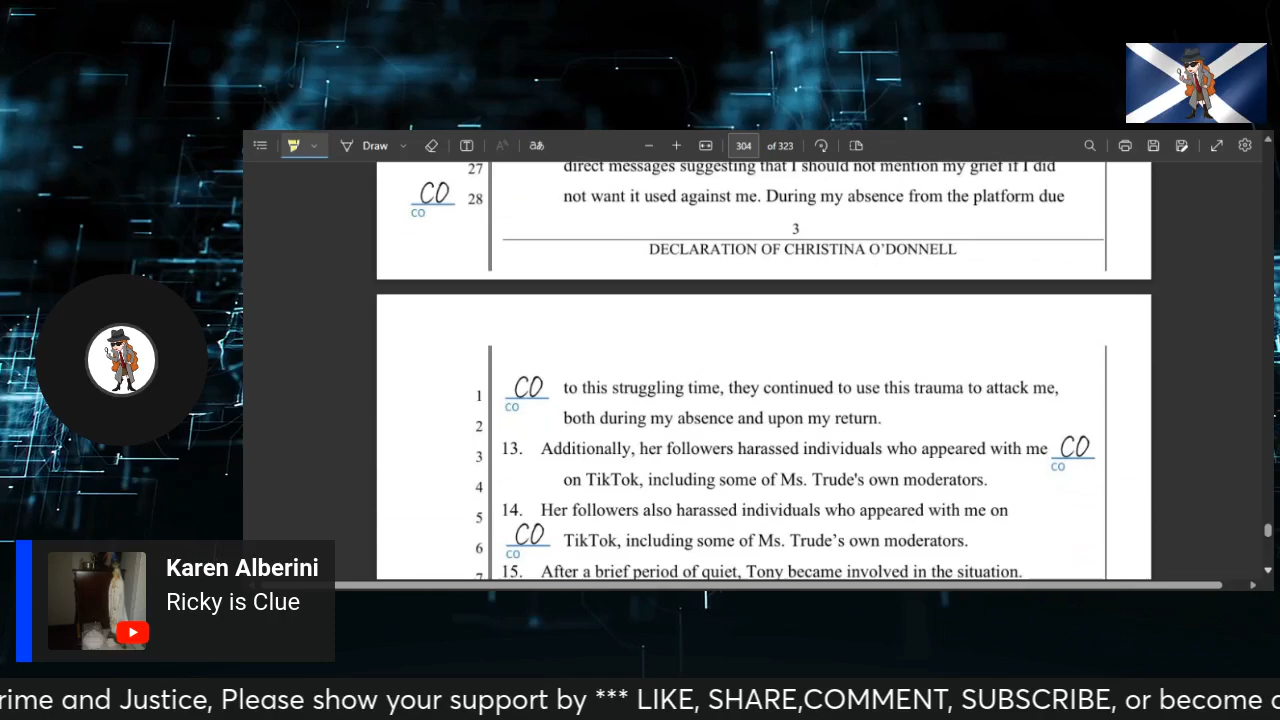 Draw
304 of 323
27 direct messages suggesting that I should not mention my grief if I did
CO
CO
28 not want it used against me. During my absence from the platform due
3
DECLARATION OF CHRISTINA O'DONNELL
1 CO to this struggling time, they continued to use this trauma to attack me,
CO
2 both during my absence and upon my return.
3 13. Additionally, her followers harassed individuals who appeared with me CO
CO
4 on TikTok, including some of Ms. Trude's own moderators.
5 14. Her followers also harassed individuals who appeared with me on
6 CO TikTok, including some of Ms. Trude's own moderators.
CO
7 15. After a brief period of quiet, Tony became involved in the situation.
Karen Alberini
Ricky is Clue
rime and Justice, Please show your support by *** LIKE, SHARE,COMMENT, SUBSCRIBE, or become a